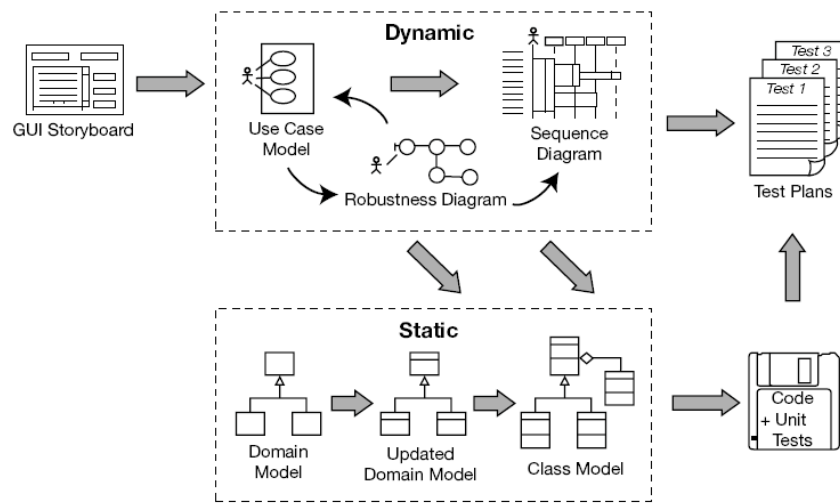 Dynamic
GUI Storyboard
Use Case
Model
Robustness Diagram
Sequence
Diagram
Test 3
Test 2
Test 1
Test Plans
Static
Domain
Model
Updated
Domain Model
Class Model
Code
+ Unit
Tests